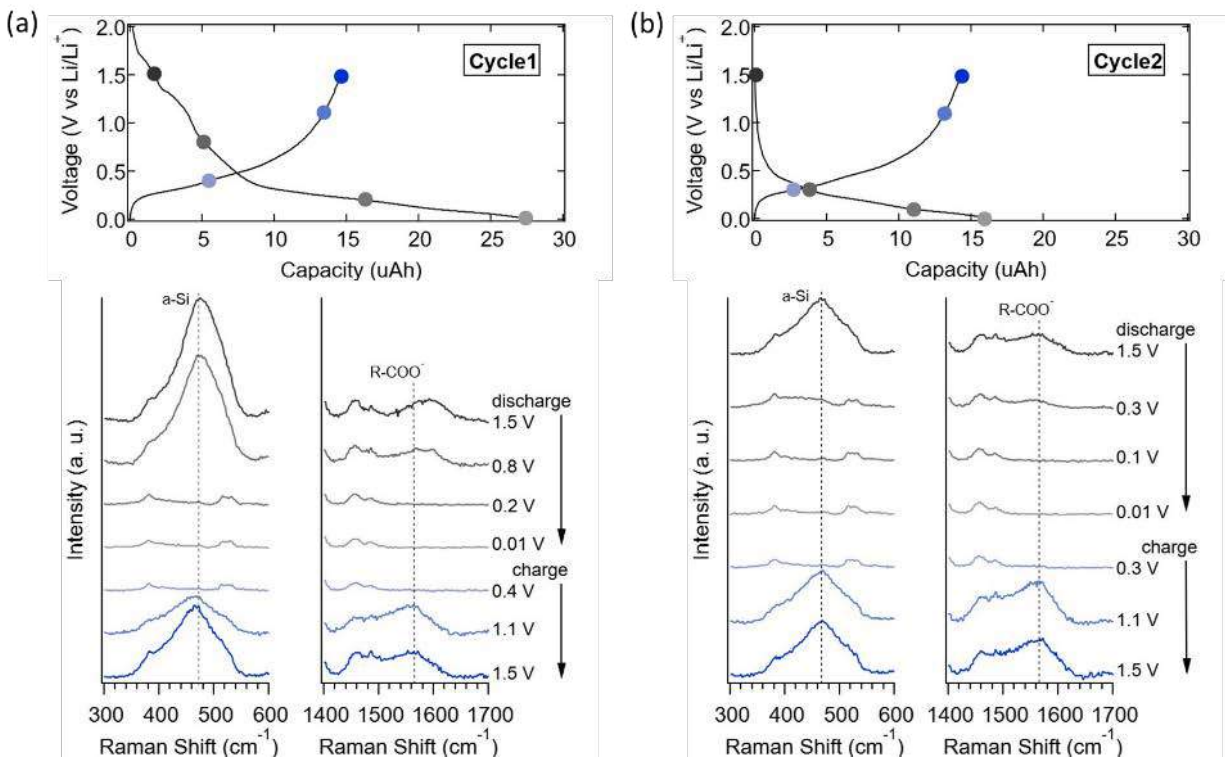 (a)
Voltage (V vs Li/Li⁺)
2.0
1.5
1.0
0.5
0.0
Cycle1
0 5 10 15 20 25 30
Capacity (uAh)
Intensity (a. u.)
a-Si
R-COO⁻
discharge
1.5 V
0.8 V
0.2 V
0.01 V
charge
0.4 V
1.1 V
1.5 V
300 400 500 600
1400 1500 1600 1700
Raman Shift (cm⁻¹) Raman Shift (cm⁻¹)
(b)
Voltage (V vs Li/Li⁺)
2.0
1.5
1.0
0.5
0.0
Cycle2
0 5 10 15 20 25 30
Capacity (uAh)
Intensity (a. u.)
a-Si
R-COO⁻
discharge
1.5 V
0.3 V
0.1 V
0.01 V
charge
0.3 V
1.1 V
1.5 V
300 400 500 600
1400 1500 1600 1700
Raman Shift (cm⁻¹) Raman Shift (cm⁻¹)